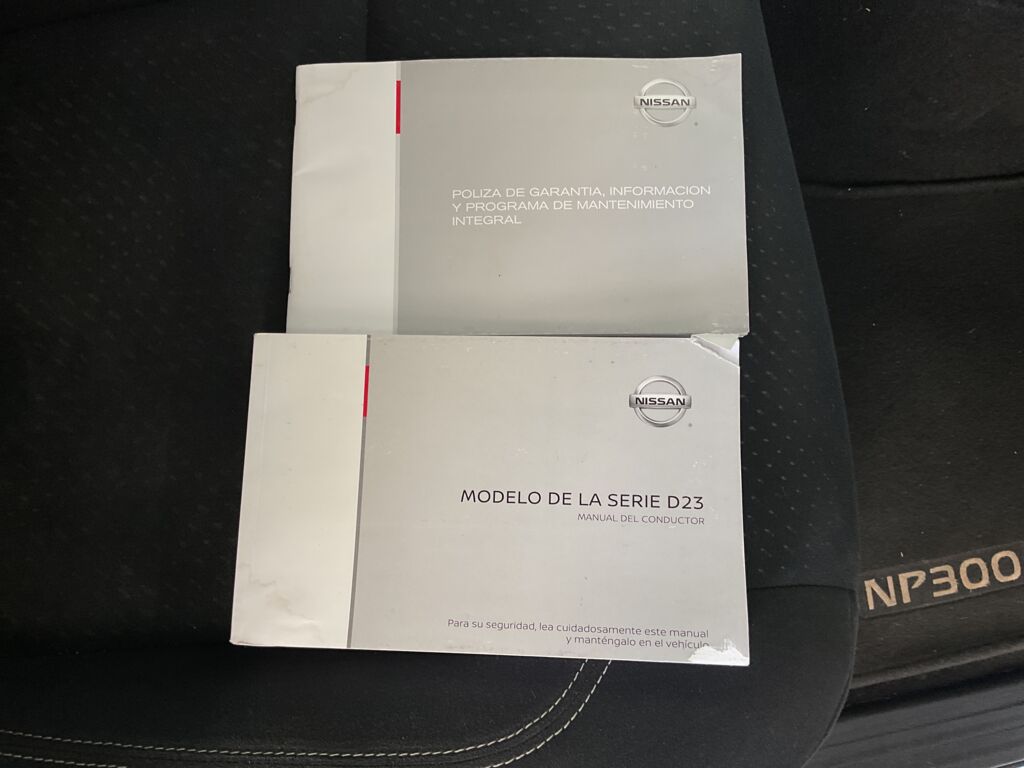 NISSAN
POLIZA DE GARANTIA, INFORMACION
Y PROGRAMA DE MANTENIMIENTO
INTEGRAL
NISSAN
MODELO DE LA SERIE D23
MANUAL DEL CONDUCTOR
Para su seguridad, lea cuidadosamente este manual
y manténgalo en el vehículo
NP300